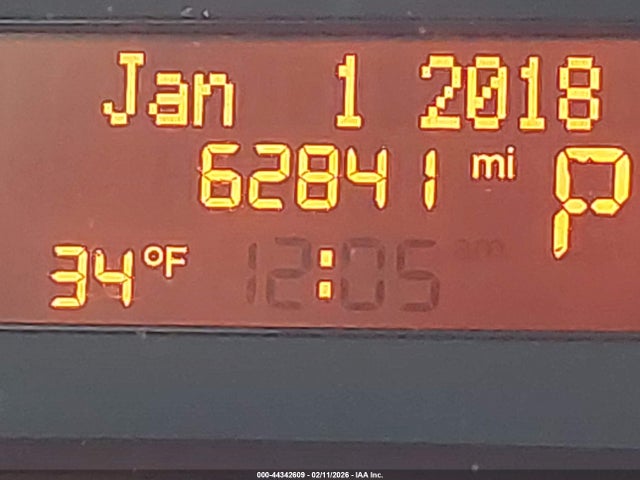 Jan 1 2018
62841 mi P
34°F 12:05 am
000-44342609 - 02/11/2026 - IAA Inc.